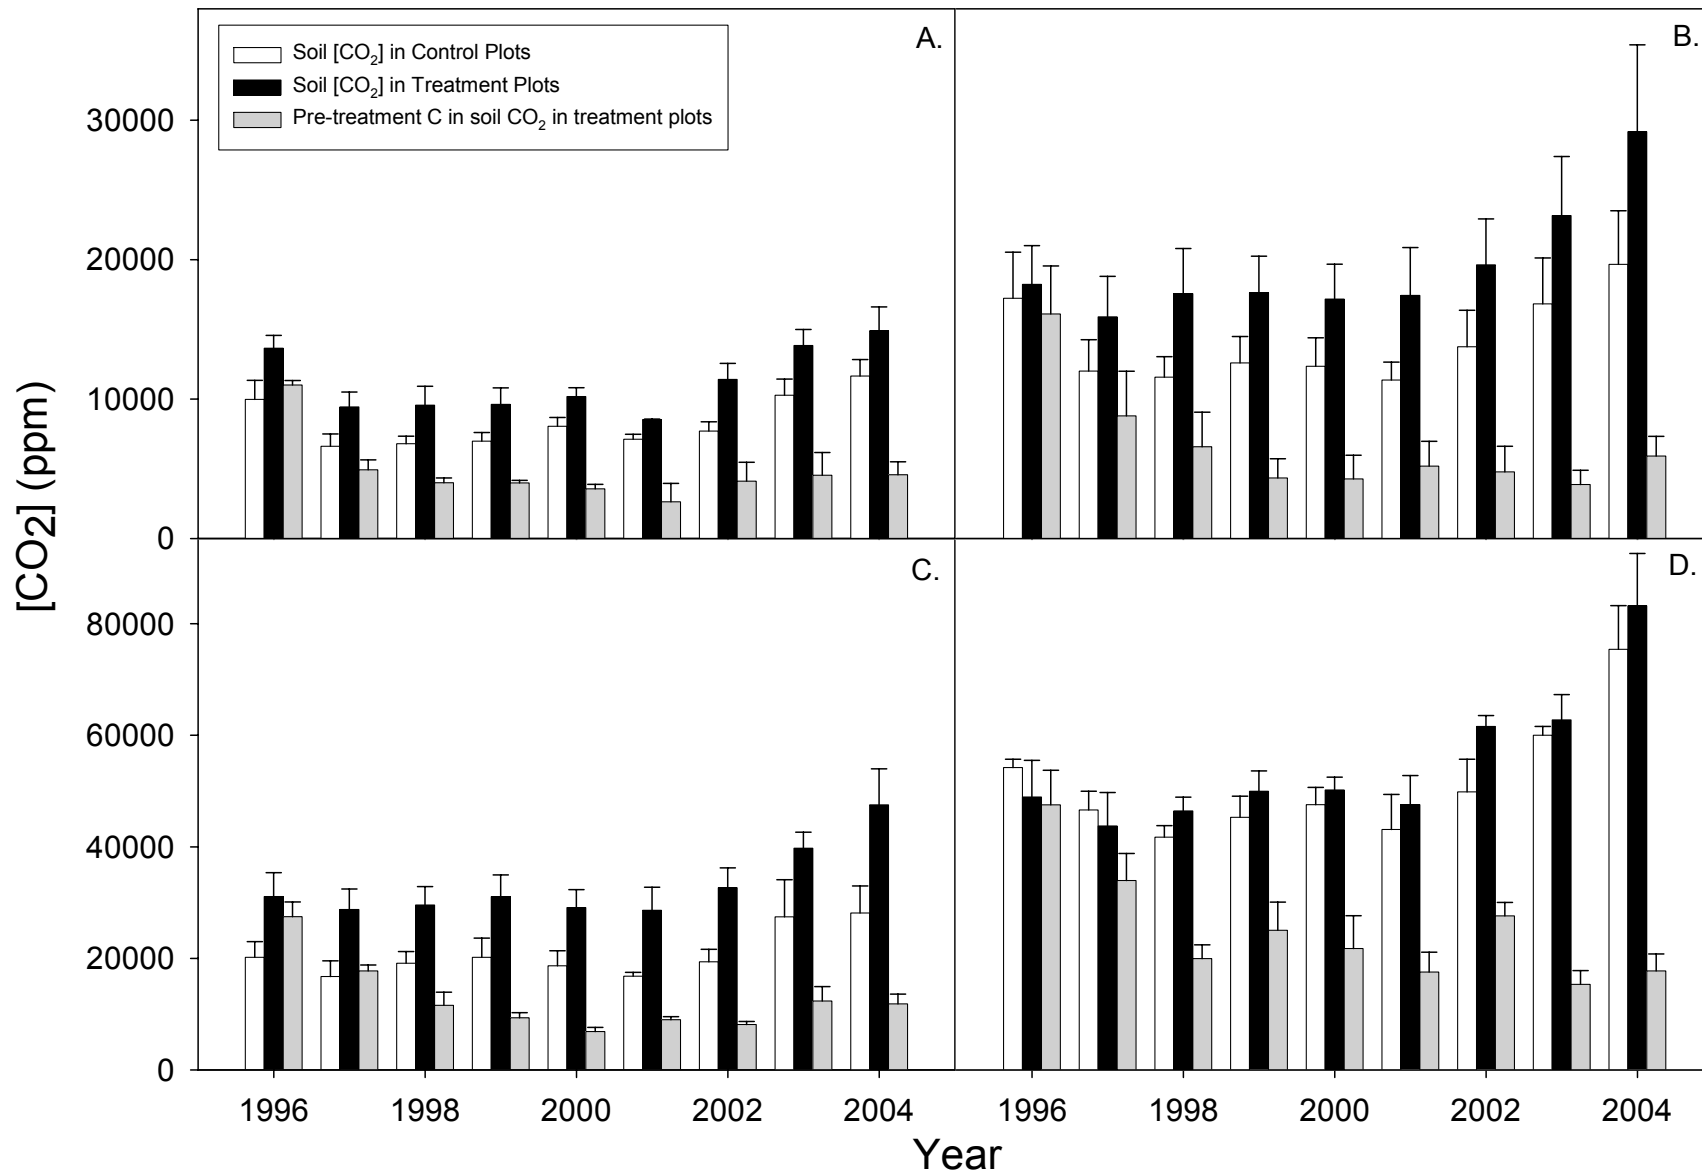 A.
B.
Soil [CO₂] in Control Plots
Soil [CO₂] in Treatment Plots
Pre-treatment C in soil CO₂ in treatment plots
30000
20000
10000
0
[CO₂] (ppm)
C.
D.
80000
60000
40000
20000
0
1996 1998 2000 2002 2004 1996 1998 2000 2002 2004
Year